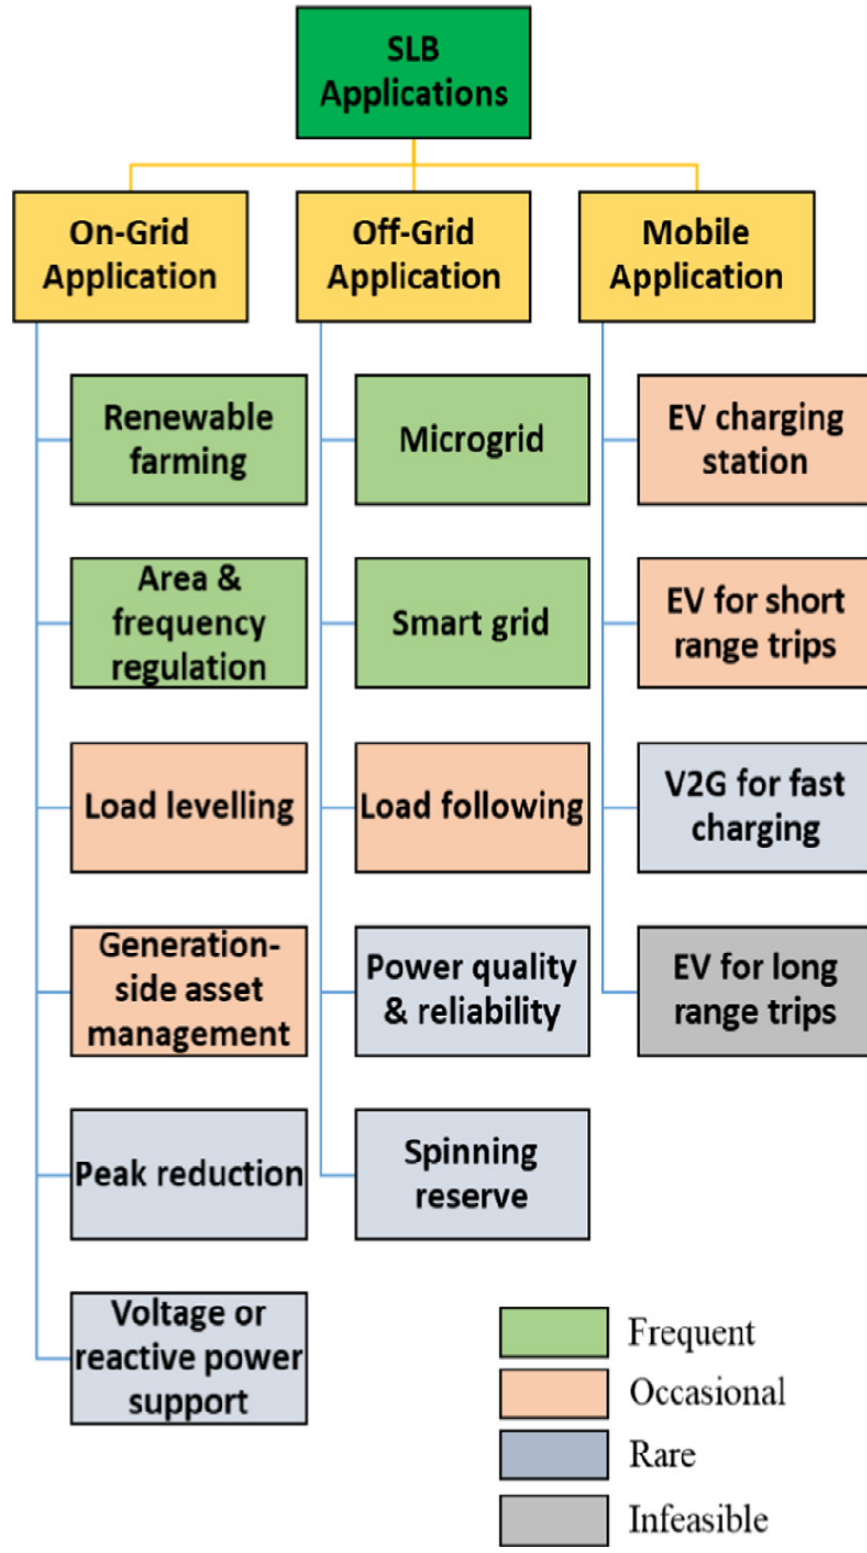 SLB
Applications
On-Grid
Application
Off-Grid
Application
Mobile
Application
Renewable
farming
Area &
frequency
regulation
Load levelling
Generation-
side asset
management
Peak reduction
Voltage or
reactive power
support
Microgrid
Smart grid
Load following
Power quality
& reliability
Spinning
reserve
EV charging
station
EV for short
range trips
V2G for fast
charging
EV for long
range trips
Frequent
Occasional
Rare
Infeasible